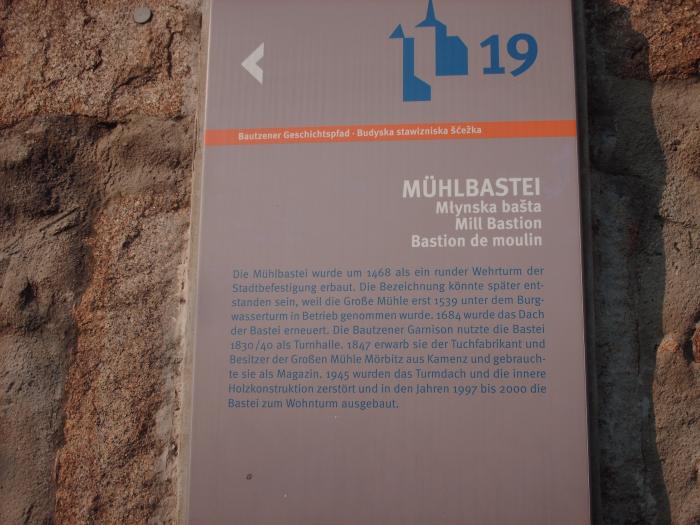 19
Bautzener Geschichtspfad · Budyska stawizniska šćežka
MÜHLBASTEI
Młynska bašta
Mill Bastion
Bastion de moulin
Die Mühlbastei wurde um 1468 als ein runder Wehrturm der
Stadtbefestigung erbaut. Die Bezeichnung könnte später ent-
standen sein, weil die Große Mühle erst 1539 unter dem Burg-
wasserturm in Betrieb genommen wurde. 1684 wurde das Dach
der Bastei erneuert. Die Bautzener Garnison nutzte die Bastei
1830/40 als Turnhalle. 1847 erwarb sie der Tuchfabrikant und
Besitzer der Großen Mühle Mörbitz aus Kamenz und gebrauch-
te sie als Magazin. 1945 wurden das Turmdach und die innere
Holzkonstruktion zerstört und in den Jahren 1997 bis 2000 die
Bastei zum Wohnturm ausgebaut.